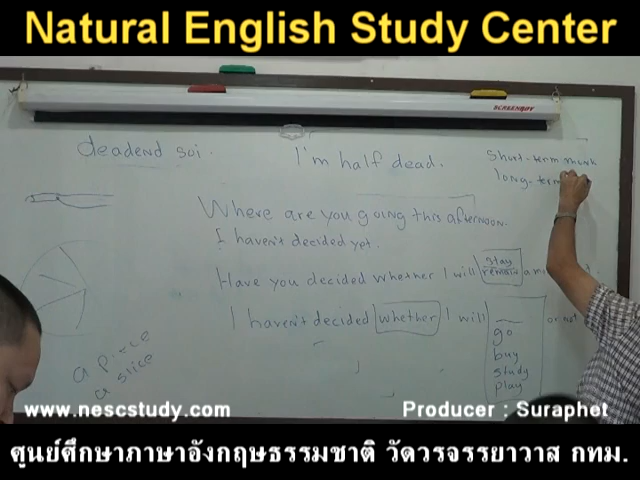 Natural English Study Center
SCREENBOY
deadEND soi.
I'm half dead.
Short-term
long-term
Where are you going this afternoon.
I haven't decided yet.
Have you decided whether I will stay
remain
I haven't decided whether I will
or not
go
buy
study
play
a piece
a slice
www.nescstudy.com
Producer : Suraphet
ศูนย์ศึกษาภาษาอังกฤษธรรมชาติ วัดวรจรรยาวาส กทม.